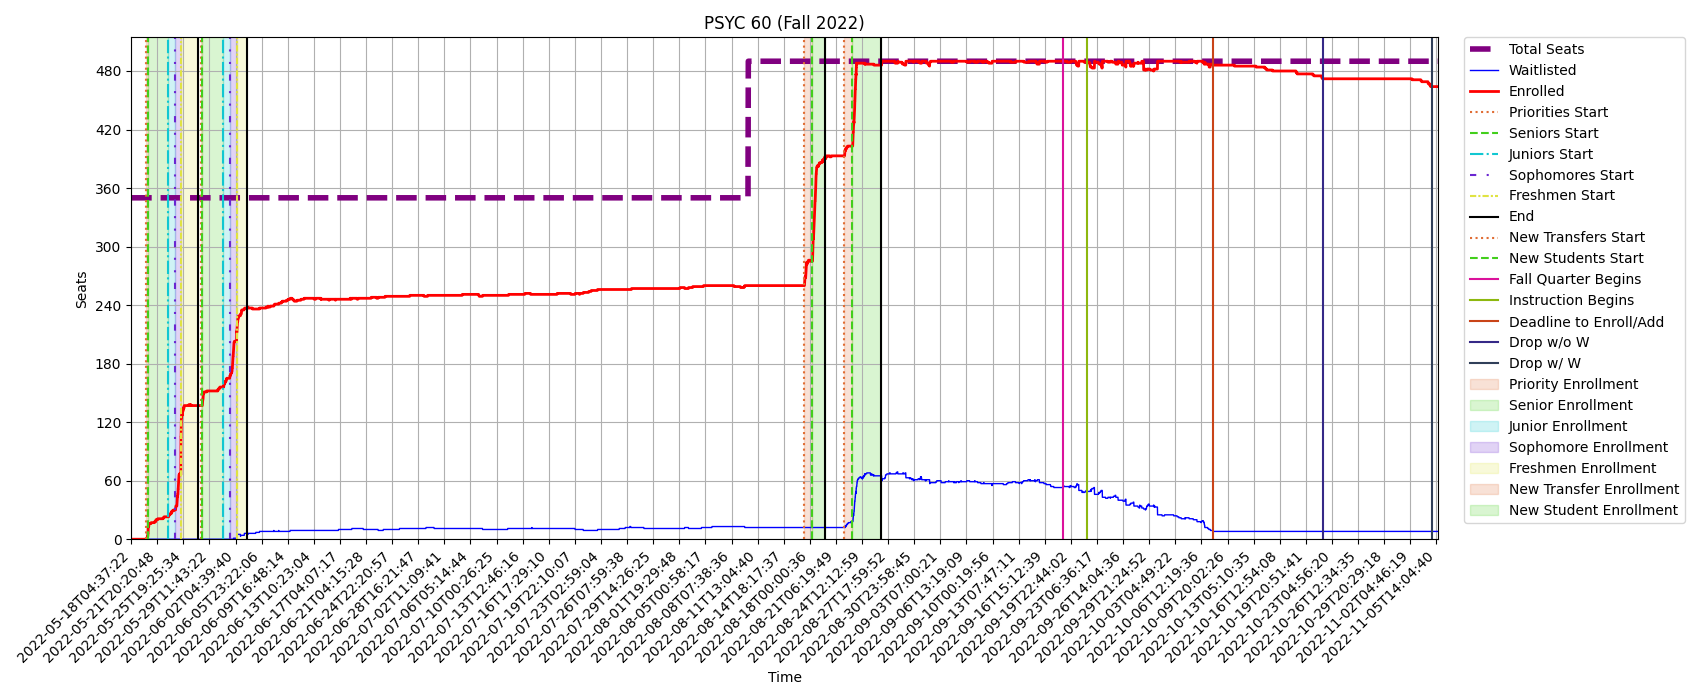 PSYC 60 (Fall 2022)
Seats
480
420
360
300
240
180
120
60
0
2022-05-18T04:37:22
2022-05-21T20:20:48
2022-05-25T19:25:34
2022-05-29T11:43:22
2022-06-02T04:39:40
2022-06-05T23:22:06
2022-06-09T16:48:14
2022-06-13T10:23:04
2022-06-17T04:07:17
2022-06-21T04:15:28
2022-06-24T22:20:57
2022-06-28T16:21:47
2022-07-02T11:09:41
2022-07-06T05:14:44
2022-07-10T00:26:25
2022-07-13T12:46:16
2022-07-16T17:29:10
2022-07-19T22:10:07
2022-07-23T02:59:04
2022-07-26T07:59:38
2022-07-29T14:26:25
2022-08-01T19:29:48
2022-08-05T00:58:17
2022-08-08T07:38:36
2022-08-11T13:04:40
2022-08-14T18:17:37
2022-08-18T00:00:36
2022-08-21T06:19:49
2022-08-24T12:12:59
2022-08-27T17:59:52
2022-08-30T23:58:45
2022-09-03T07:00:21
2022-09-06T13:19:09
2022-09-10T00:19:56
2022-09-13T07:47:11
2022-09-16T15:12:39
2022-09-19T22:44:02
2022-09-23T06:36:17
2022-09-26T14:04:36
2022-09-29T21:24:52
2022-10-03T04:49:22
2022-10-06T12:19:36
2022-10-09T20:02:26
2022-10-13T05:10:35
2022-10-16T12:54:08
2022-10-19T20:51:41
2022-10-23T04:56:20
2022-10-26T12:34:35
2022-10-29T20:29:18
2022-11-02T04:46:19
2022-11-05T14:04:40
Time
Total Seats
Waitlisted
Enrolled
Priorities Start
Seniors Start
Juniors Start
Sophomores Start
Freshmen Start
End
New Transfers Start
New Students Start
Fall Quarter Begins
Instruction Begins
Deadline to Enroll/Add
Drop w/o W
Drop w/ W
Priority Enrollment
Senior Enrollment
Junior Enrollment
Sophomore Enrollment
Freshmen Enrollment
New Transfer Enrollment
New Student Enrollment